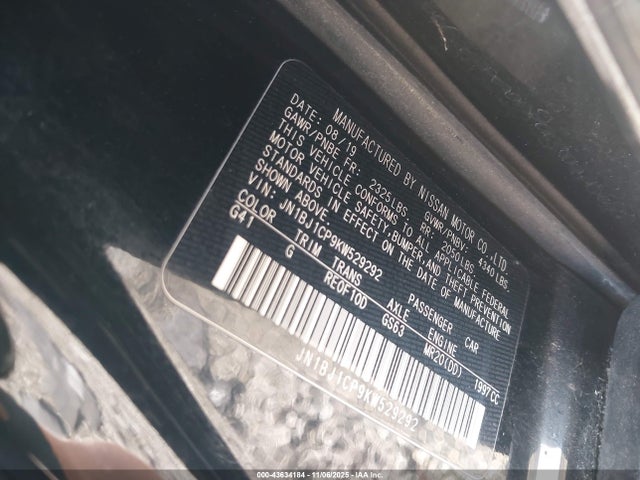 MANUFACTURED BY NISSAN MOTOR CO., LTD.
DATE: 08/19 GVWR/PNBV: 4340 LBS.
GAWR/PNBE FR: 2325LBS. RR: 2050LBS.
THIS VEHICLE CONFORMS TO ALL APPLICABLE FEDERAL
MOTOR VEHICLE SAFETY, BUMPER, AND THEFT PREVENTION
STANDARDS IN EFFECT ON THE DATE OF MANUFACTURE
SHOWN ABOVE.
VIN: JN1BJ1CP9KW529292 PASSENGER CAR
COLOR TRIM TRANS AXLE ENGINE
G41 G RE0F10D GS63 MR20(DD) 1997CC
JN1BJ1CP9KW529292
000-43634184 | 11/06/2025 | IAA Inc.